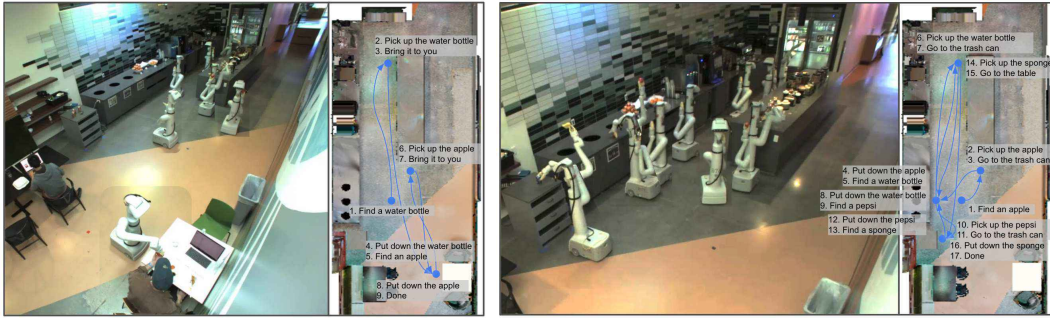 2. Pick up the water bottle
3. Bring it to you
6. Pick up the apple
7. Bring it to you
1. Find a water bottle
4. Put down the water bottle
5. Find an apple
8. Put down the apple
9. Done
6. Pick up the water bottle
7. Go to the trash can
14. Pick up the sponge
15. Go to the table
2. Pick up the apple
3. Go to the trash can
4. Put down the apple
5. Find a water bottle
8. Put down the water bottle
9. Find a pepsi
1. Find an apple
12. Put down the pepsi
13. Find a sponge
10. Pick up the pepsi
11. Go to the trash can
16. Put down the sponge
17. Done